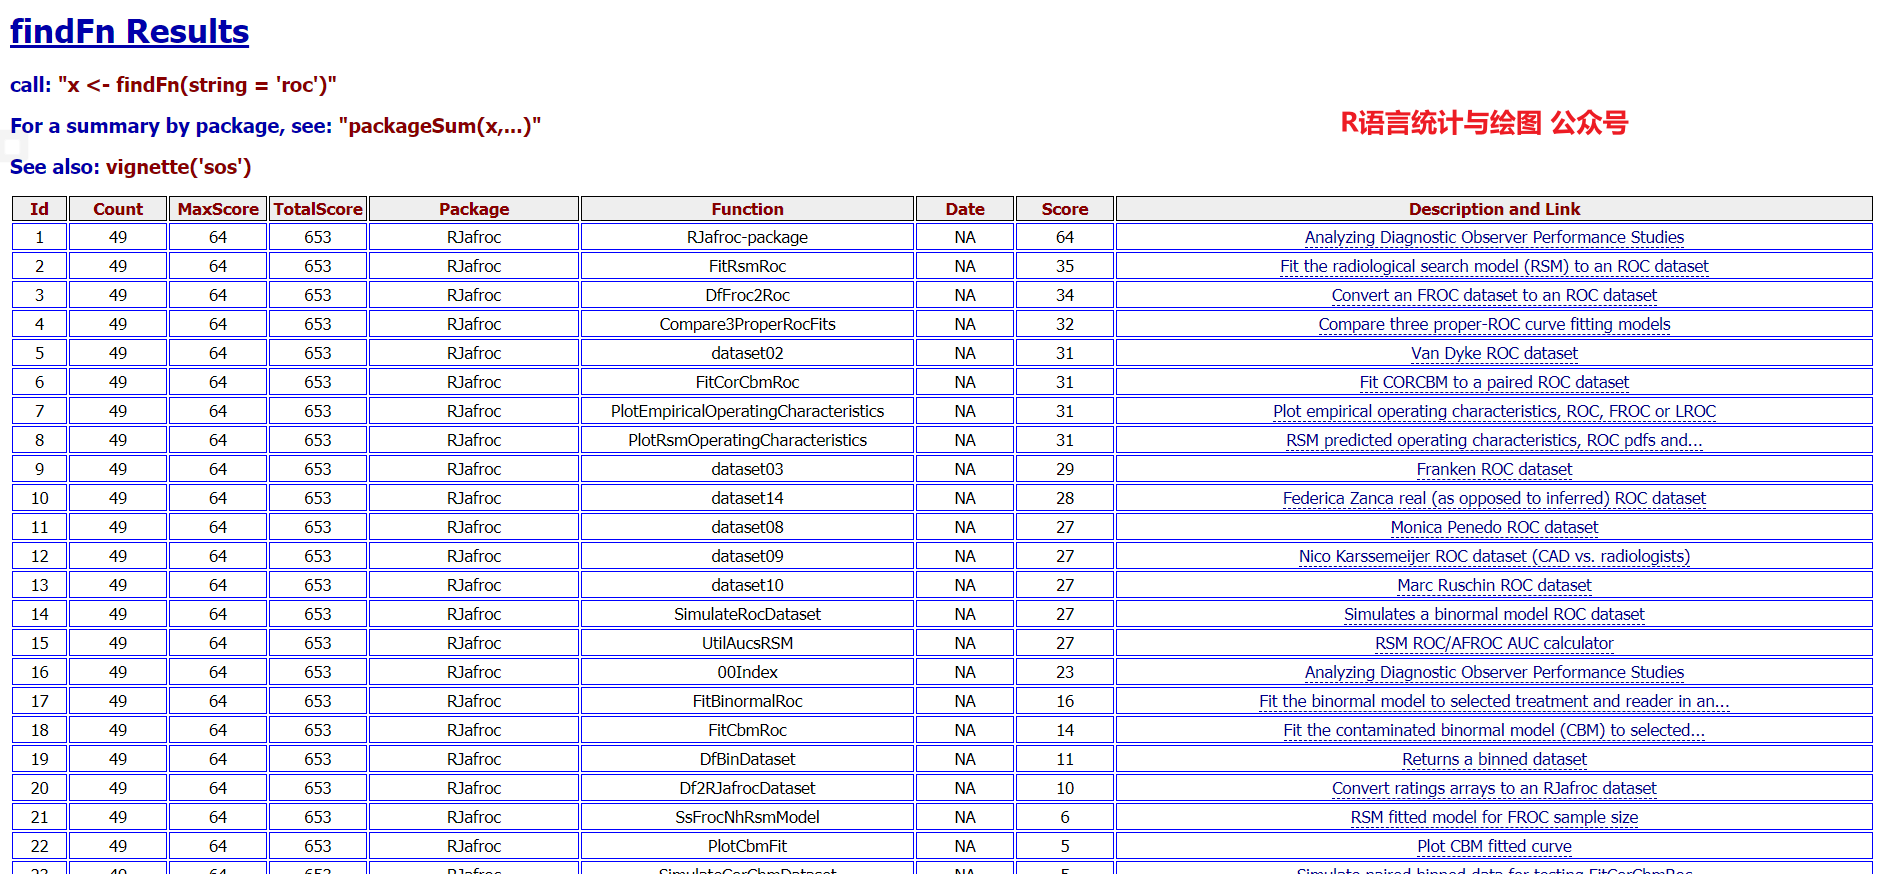 findFn Results
call: "x <- findFn(string = 'roc')"
For a summary by package, see: "packageSum(x,...)"
R语言统计与绘图 公众号
See also: vignette('sos')
Id Count MaxScore TotalScore Package Function Date Score Description and Link
1 49 64 653 RJafroc RJafroc-package NA 64 Analyzing Diagnostic Observer Performance Studies
2 49 64 653 RJafroc FitRsmRoc NA 35 Fit the radiological search model (RSM) to an ROC dataset
3 49 64 653 RJafroc DfFroc2Roc NA 34 Convert an FROC dataset to an ROC dataset
4 49 64 653 RJafroc Compare3ProperRocFits NA 32 Compare three proper-ROC curve fitting models
5 49 64 653 RJafroc dataset02 NA 31 Van Dyke ROC dataset
6 49 64 653 RJafroc FitCorCbmRoc NA 31 Fit CORCBM to a paired ROC dataset
7 49 64 653 RJafroc PlotEmpiricalOperatingCharacteristics NA 31 Plot empirical operating characteristics, ROC, FROC or LROC
8 49 64 653 RJafroc PlotRsmOperatingCharacteristics NA 31 RSM predicted operating characteristics, ROC pdfs and...
9 49 64 653 RJafroc dataset03 NA 29 Franken ROC dataset
10 49 64 653 RJafroc dataset14 NA 28 Federica Zanca real (as opposed to inferred) ROC dataset
11 49 64 653 RJafroc dataset08 NA 27 Monica Penedo ROC dataset
12 49 64 653 RJafroc dataset09 NA 27 Nico Karssemeijer ROC dataset (CAD vs. radiologists)
13 49 64 653 RJafroc dataset10 NA 27 Marc Ruschin ROC dataset
14 49 64 653 RJafroc SimulateRocDataset NA 27 Simulates a binormal model ROC dataset
15 49 64 653 RJafroc UtilAucsRSM NA 27 RSM ROC/AFROC AUC calculator
16 49 64 653 RJafroc 00Index NA 23 Analyzing Diagnostic Observer Performance Studies
17 49 64 653 RJafroc FitBinormalRoc NA 16 Fit the binormal model to selected treatment and reader in an...
18 49 64 653 RJafroc FitCbmRoc NA 14 Fit the contaminated binormal model (CBM) to selected...
19 49 64 653 RJafroc DfBinDataset NA 11 Returns a binned dataset
20 49 64 653 RJafroc Df2RJafrocDataset NA 10 Convert ratings arrays to an RJafroc dataset
21 49 64 653 RJafroc SsFrocNhRsmModel NA 6 RSM fitted model for FROC sample size
22 49 64 653 RJafroc PlotCbmFit NA 5 Plot CBM fitted curve
23 49 64 653 RJafroc SimulateCorCbmDataset NA 5 Simulate paired binned data for testing FitCorCbmRoc